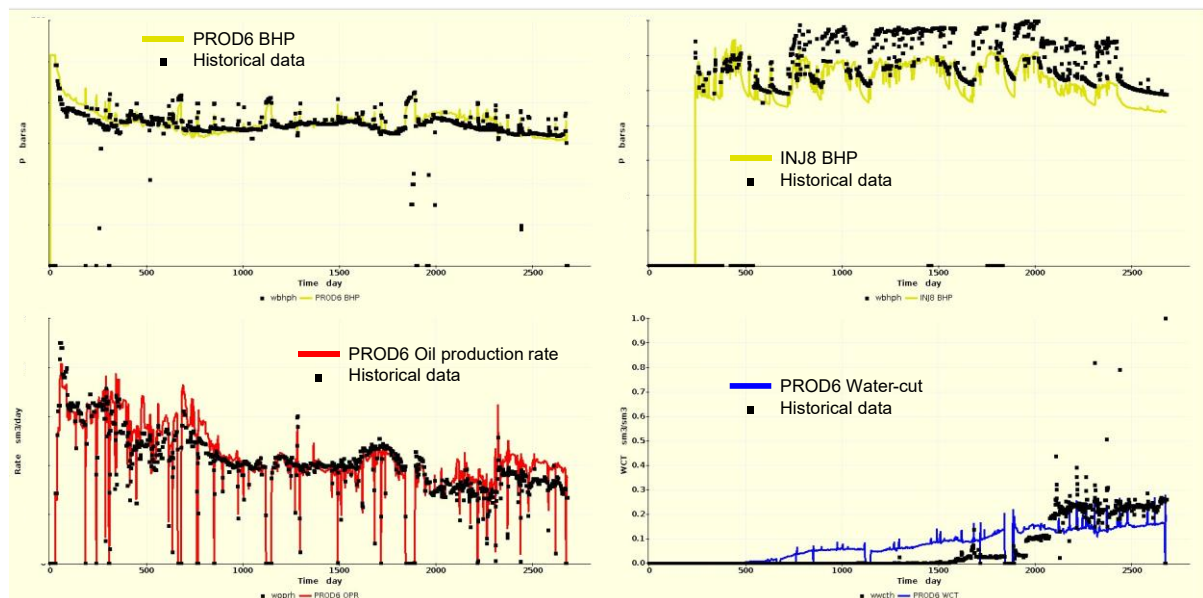 PROD6 BHP
Historical data
P barsa
0
500
1000
1500
2000
2500
Time day
wbhph
PROD6 BHP
INJ8 BHP
Historical data
P barsa
0
500
1000
1500
2000
2500
Time day
wbhph
INJ8 BHP
PROD6 Oil production rate
Historical data
Rate sm3/day
0
500
1000
1500
2000
2500
Time day
woprh
PROD6 OPR
1.0
0.9
0.8
0.7
0.6
0.5
0.4
0.3
0.2
0.1
0.0
PROD6 Water-cut
Historical data
WCT sm3/sm3
0
500
1000
1500
2000
2500
Time day
wwcth
PROD6 WCT